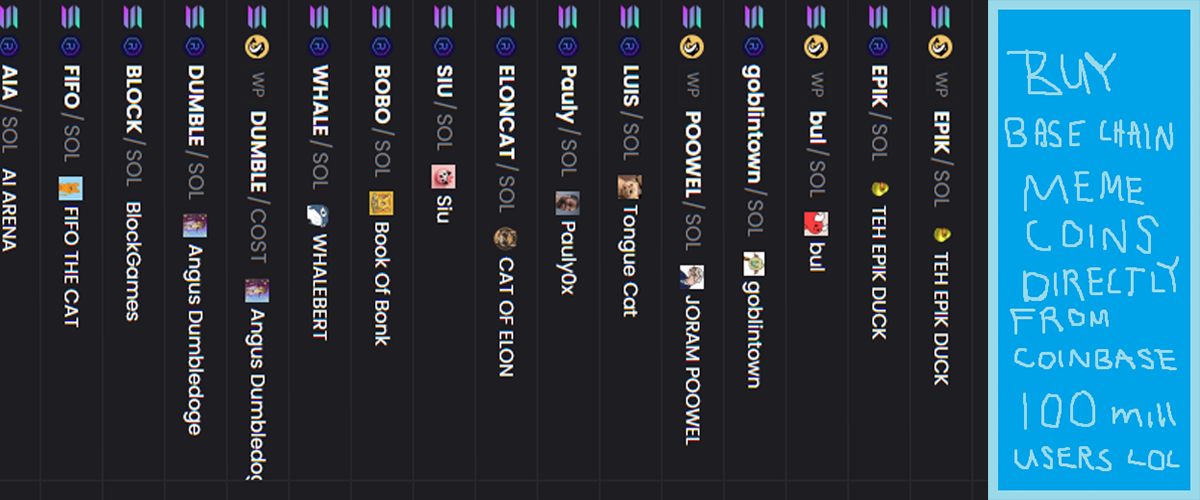 WP EPIK / SOL TEH EPIK DUCK
EPIK / SOL TEH EPIK DUCK
WP bul / SOL bul
goblintown / SOL goblintown
WP POOWEL / SOL JORAM POOWEL
LUIS / SOL Tongue Cat
Pauly / SOL Pauly0x
ELONCAT / SOL CAT OF ELON
SIU / SOL Siu
BOBO / SOL Book Of Bonk
WHALE / SOL WHALEBERT
WP DUMBLE / COST Angus Dumbledog
DUMBLE / SOL Angus Dumbledoge
BLOCK / SOL BlockGames
FIFO / SOL FIFO THE CAT
AIA / SOL AI ARENA
BUY
BASE CHAIN
MEME
COINS
DIRECTLY
FROM
COINBASE
100 mill
USERS LOL